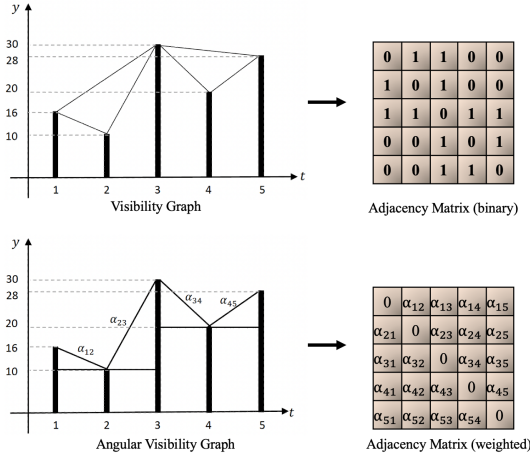 y
30
28
20
16
10
1 2 3 4 5 t
Visibility Graph
0 1 1 0 0
1 0 1 0 0
1 1 0 1 1
0 0 1 0 1
0 0 1 1 0
Adjacency Matrix (binary)
y
30
28
20
16
10
α12
α23
α34
α45
1 2 3 4 5 t
Angular Visibility Graph
0 α12 α13 α14 α15
α21 0 α23 α24 α25
α31 α32 0 α34 α35
α41 α42 α43 0 α45
α51 α52 α53 α54 0
Adjacency Matrix (weighted)